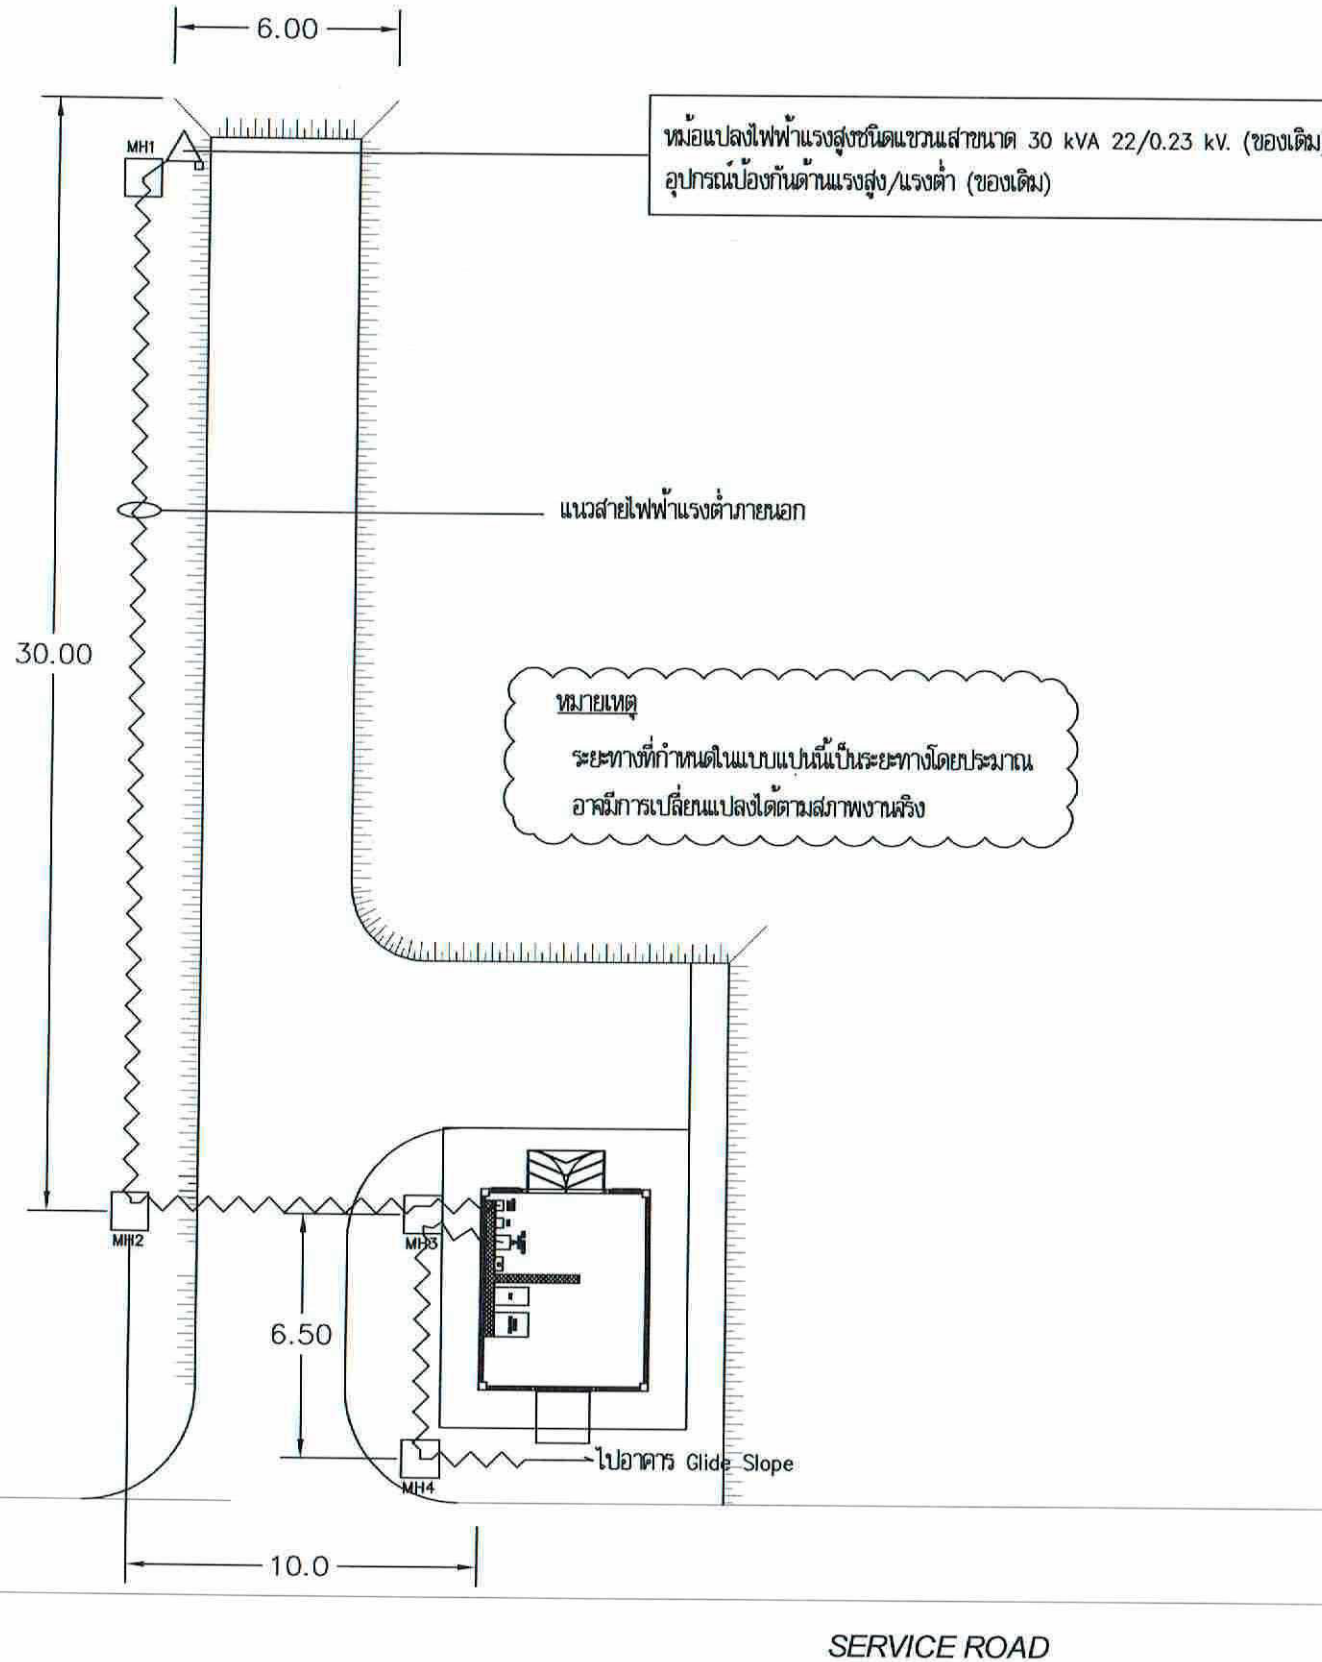 6.00
หม้อแปลงไฟฟ้าแรงสูงชนิดแขวนเสาขนาด 30 kVA 22/0.23 kV. (ของเดิม
อุปกรณ์ป้องกันด้านแรงสูง/แรงต่ำ (ของเดิม)
MH1
แนวสายไฟฟ้าแรงต่ำภายนอก
30.00
หมายเหตุ
ระยะทางที่กำหนดในแบบแปนนี้เป็นระยะทางโดยประมาณ
อาจมีการเปลี่ยนแปลงได้ตามสภาพงานจริง
MH2
MH3
6.50
ไปอาคาร Glide Slope
MH4
10.0
SERVICE ROAD